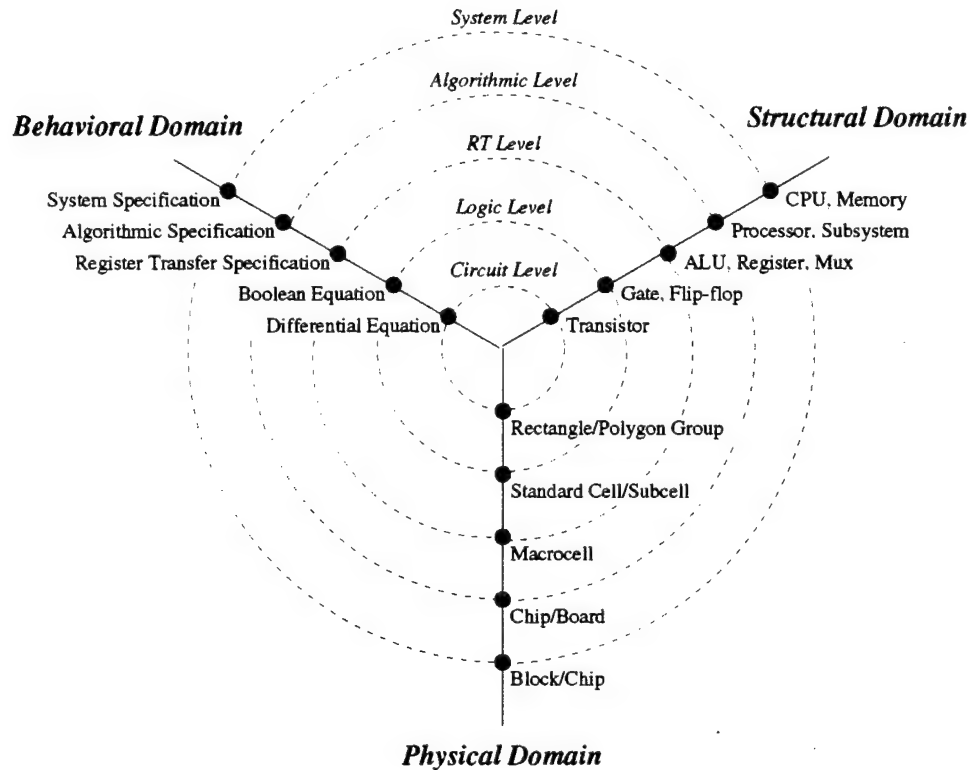 System Level
Algorithmic Level
Behavioral Domain
Structural Domain
RT Level
System Specification
CPU, Memory
Logic Level
Algorithmic Specification
Processor, Subsystem
Register Transfer Specification
ALU, Register, Mux
Circuit Level
Boolean Equation
Gate, Flip-flop
Differential Equation
Transistor
Rectangle/Polygon Group
Standard Cell/Subcell
Macrocell
Chip/Board
Block/Chip
Physical Domain